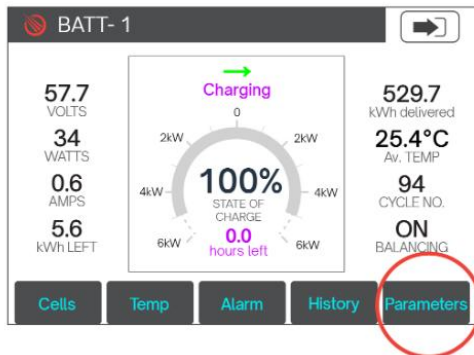 BATT- 1
57.7
VOLTS
34
WATTS
0.6
AMPS
5.6
kWh LEFT
Charging
0
2kW 2kW
4kW 4kW
6kW 6kW
100%
STATE OF
CHARGE
0.0
hours left
529.7
kWh delivered
25.4°C
Av. TEMP
94
CYCLE NO.
ON
BALANCING
Cells Temp Alarm History Parameters